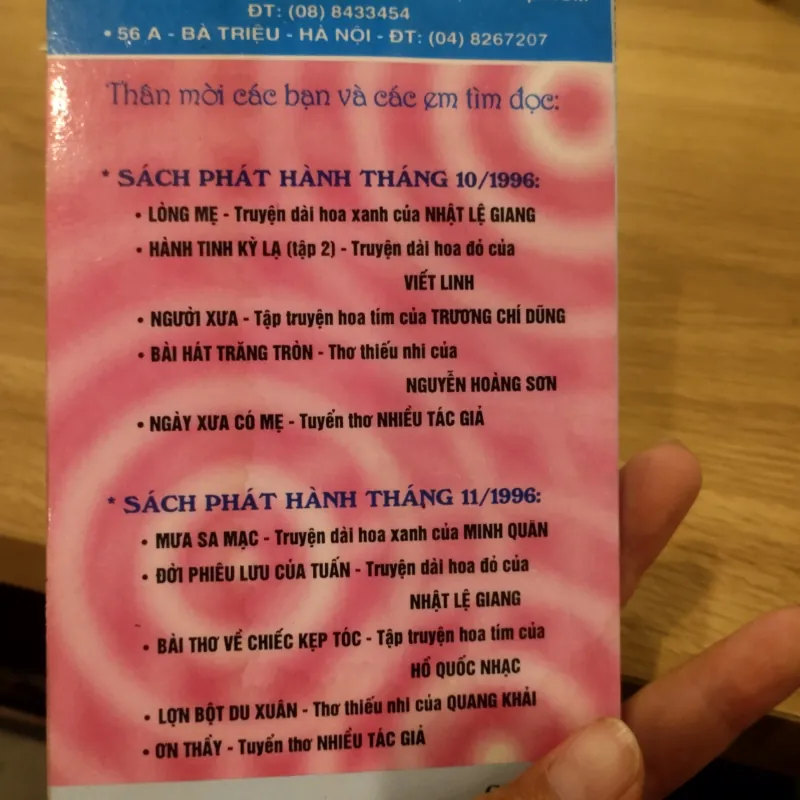 ĐT: (08) 8433454
• 56 A - BÀ TRIỆU - HÀ NỘI - ĐT: (04) 8267207
Thân mời các bạn và các em tìm đọc:
* SÁCH PHÁT HÀNH THÁNG 10/1996:
• LÒNG MẸ - Truyện dài hoa xanh của NHẬT LỆ GIANG
• HÀNH TINH KỲ LẠ (tập 2) - Truyện dài hoa đỏ của
VIẾT LINH
• NGƯỜI XƯA - Tập truyện hoa tím của TRƯƠNG CHÍ DŨNG
• BÀI HÁT TRĂNG TRÒN - Thơ thiếu nhi của
NGUYỄN HOÀNG SƠN
• NGÀY XƯA CÓ MẸ - Tuyển thơ NHIỀU TÁC GIẢ
* SÁCH PHÁT HÀNH THÁNG 11/1996:
• MƯA SA MẠC - Truyện dài hoa xanh của MINH QUÂN
• ĐỜI PHIÊU LƯU CỦA TUẤN - Truyện dài hoa đỏ của
NHẬT LỆ GIANG
• BÀI THƠ VỀ CHIẾC KẸP TÓC - Tập truyện hoa tím của
HỒ QUỐC NHẠC
• LỢN BỘT DU XUÂN - Thơ thiếu nhi của QUANG KHẢI
• ƠN THẦY - Tuyển thơ NHIỀU TÁC GIẢ